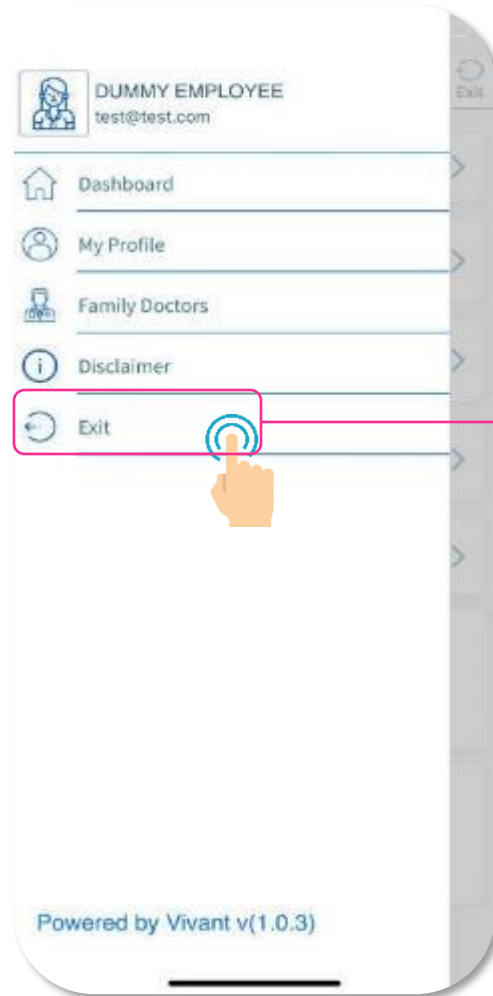 DUMMY EMPLOYEE
Exit
test@test.com
Dashboard
My Profile
Family Doctors
Disclaimer
Exit
Powered by Vivant v(1.0.3)